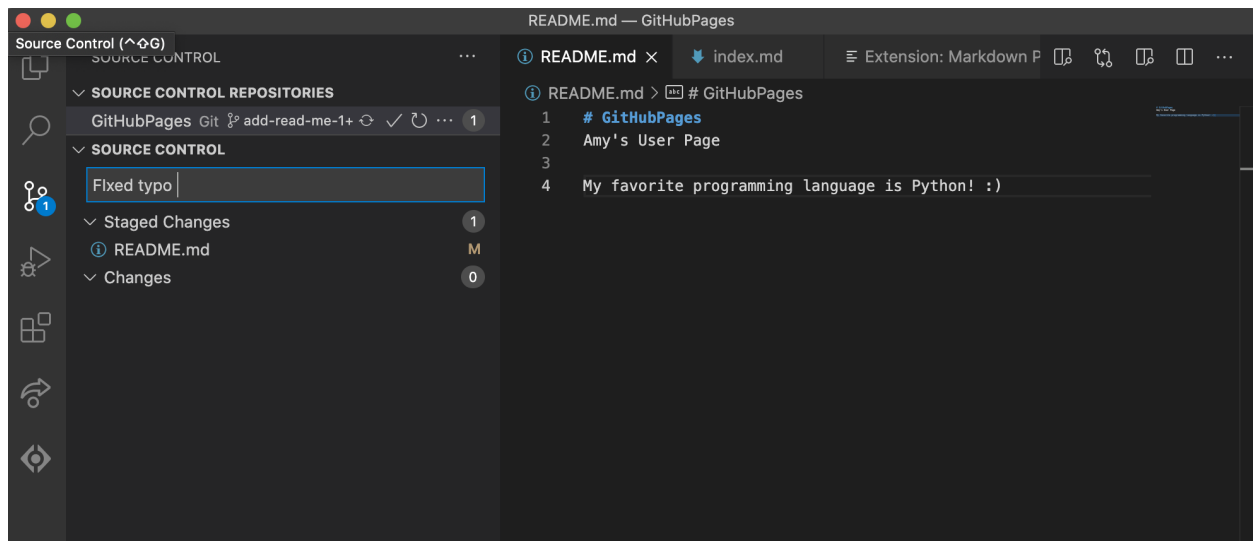 README.md — GitHubPages
Source Control (^⇧G)
SOURCE CONTROL
···
SOURCE CONTROL REPOSITORIES
GitHubPages Git add-read-me-1+ ··· 1
SOURCE CONTROL
FIxed typo
Staged Changes 1
README.md M
Changes 0
1
README.md × index.md Extension: Markdown P ···
README.md > abc # GitHubPages
1 # GitHubPages
2 Amy's User Page
3
4 My favorite programming language is Python! :)